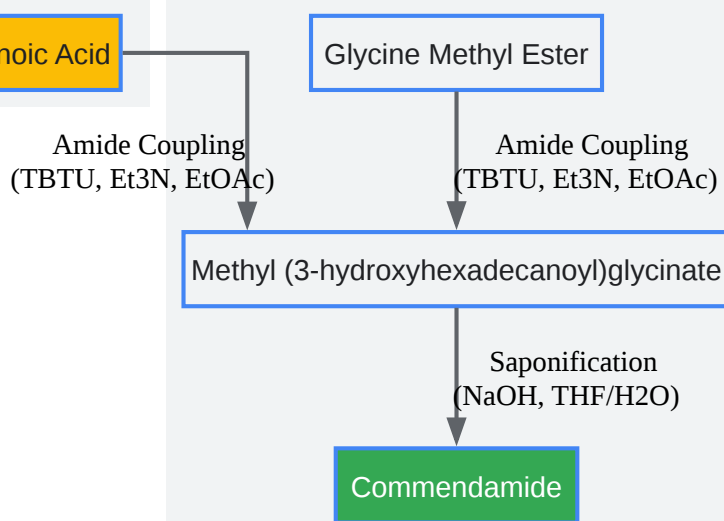 Acid
Glycine Methyl Ester
Amide Coupling
(TBTU, Et3N, EtOAc)
Amide Coupling
(TBTU, Et3N, EtOAc)
Methyl (3-hydroxyhexadecanoyl)glycinate
Saponification
(NaOH, THF/H2O)
Commendamide